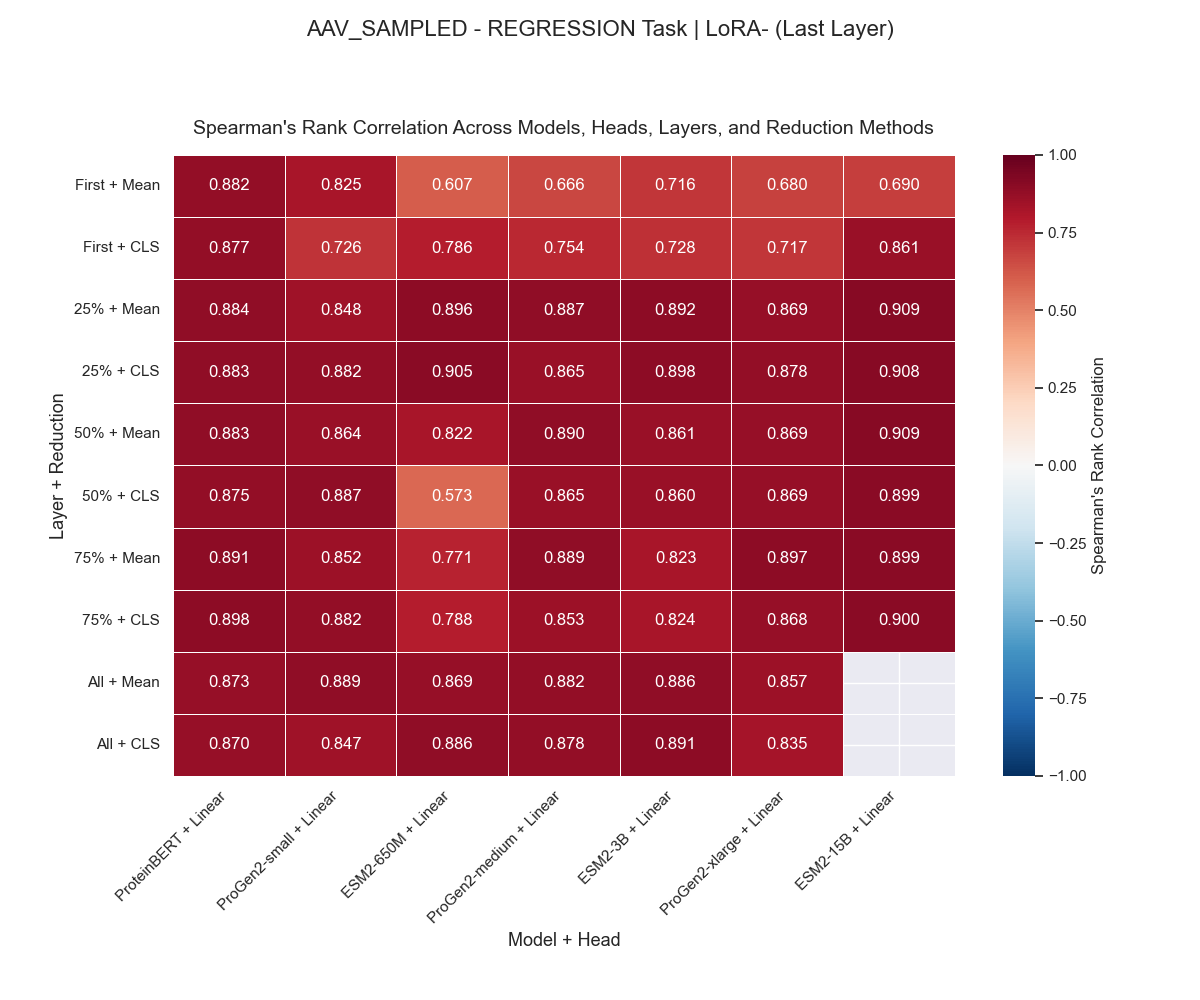 AAV_SAMPLED - REGRESSION Task | LoRA- (Last Layer)
Spearman's Rank Correlation Across Models, Heads, Layers, and Reduction Methods
Layer + Reduction
First + Mean 0.882 0.825 0.607 0.666 0.716 0.680 0.690
First + CLS 0.877 0.726 0.786 0.754 0.728 0.717 0.861
25% + Mean 0.884 0.848 0.896 0.887 0.892 0.869 0.909
25% + CLS 0.883 0.882 0.905 0.865 0.898 0.878 0.908
50% + Mean 0.883 0.864 0.822 0.890 0.861 0.869 0.909
50% + CLS 0.875 0.887 0.573 0.865 0.860 0.869 0.899
75% + Mean 0.891 0.852 0.771 0.889 0.823 0.897 0.899
75% + CLS 0.898 0.882 0.788 0.853 0.824 0.868 0.900
All + Mean 0.873 0.889 0.869 0.882 0.886 0.857
All + CLS 0.870 0.847 0.886 0.878 0.891 0.835
ProteinBERT + Linear
ProGen2-small + Linear
ESM2-650M + Linear
ProGen2-medium + Linear
ESM2-3B + Linear
ProGen2-xlarge + Linear
ESM2-15B + Linear
Model + Head
1.00
0.75
0.50
0.25
0.00
−0.25
−0.50
−0.75
−1.00
Spearman's Rank Correlation